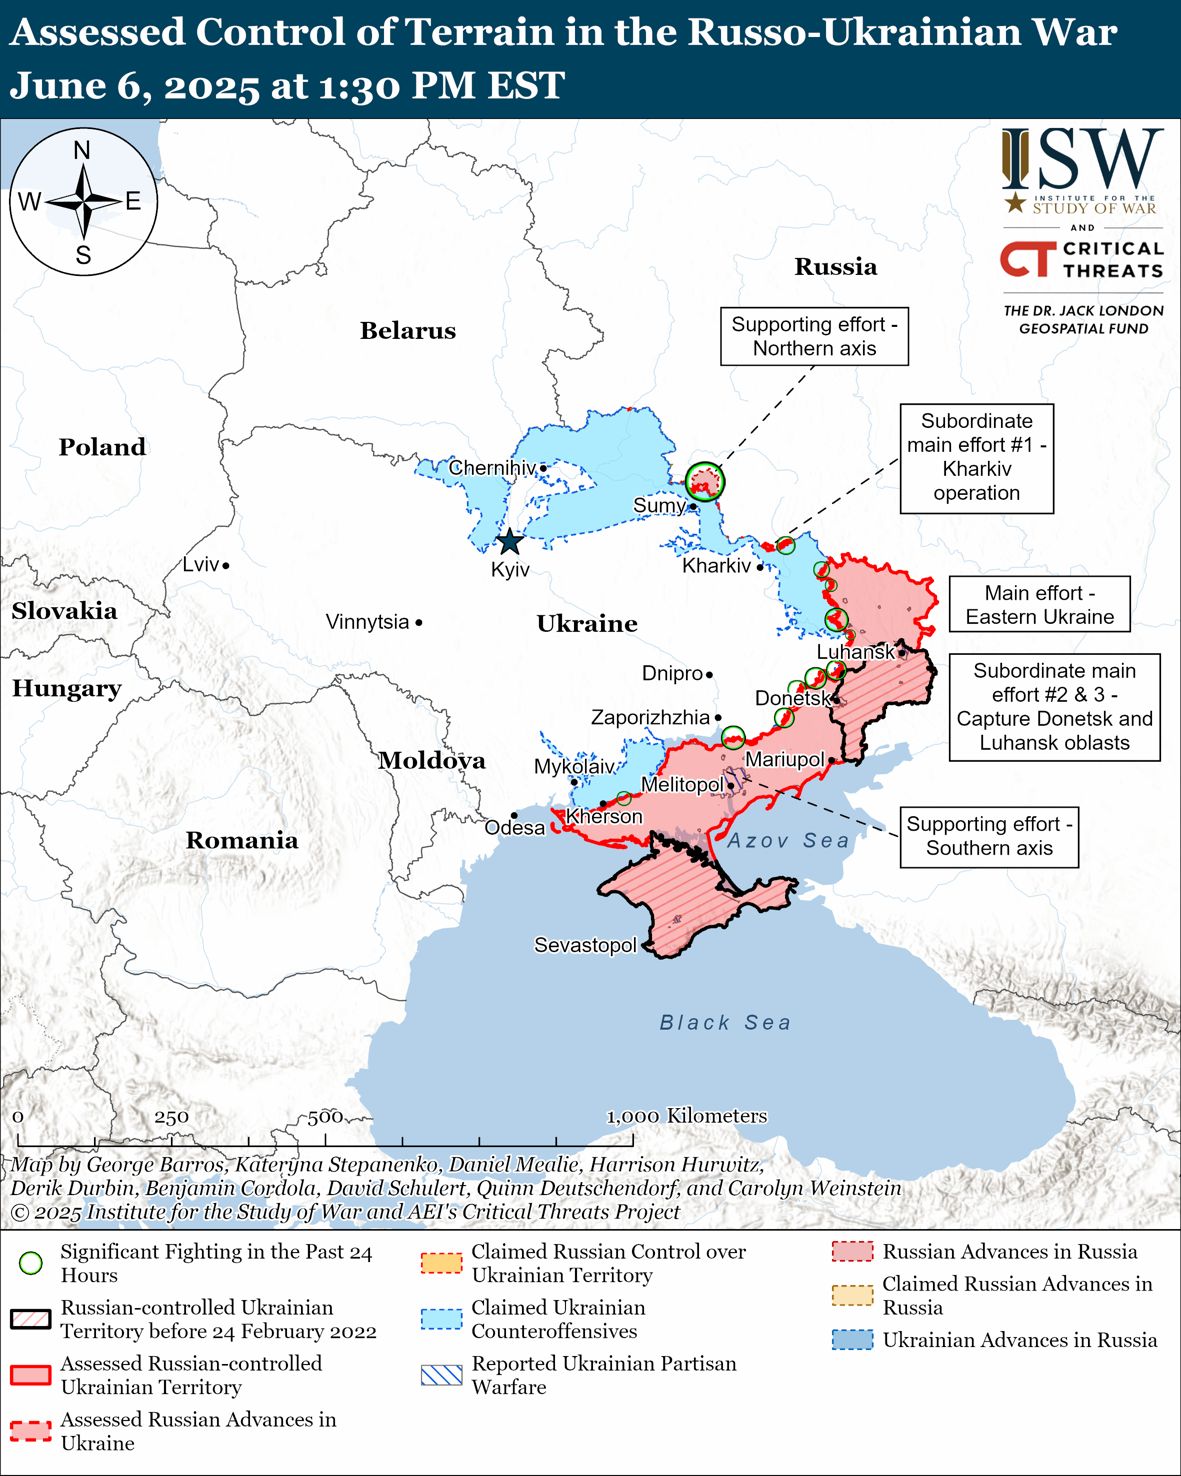 Assessed Control of Terrain in the Russo-Ukrainian War
June 6, 2025 at 1:30 PM EST
N
W
E
S
ISW
INSTITUTE FOR THE
STUDY OF WAR
AND
CT CRITICAL
THREATS
THE DR. JACK LONDON
GEOSPATIAL FUND
Russia
Belarus
Supporting effort -
Northern axis
Subordinate
main effort #1 -
Kharkiv
operation
Poland
Chernihiv
Sumy
Kyiv
Lviv
Kharkiv
Slovakia
Main effort -
Eastern Ukraine
Vinnytsia
Ukraine
Luhansk
Hungary
Dnipro
Donetsk
Subordinate main
effort #2 & 3 -
Capture Donetsk and
Luhansk oblasts
Zaporizhzhia
Moldova
Mykolaiv
Mariupol
Melitopol
Kherson
Odesa
Romania
Azov Sea
Supporting effort -
Southern axis
Sevastopol
Black Sea
0 250 500 1,000 Kilometers
Map by George Barros, Kateryna Stepanenko, Daniel Mealie, Harrison Hurwitz,
Derik Durbin, Benjamin Cordola, David Schulert, Quinn Deutschendorf, and Carolyn Weinstein
© 2025 Institute for the Study of War and AEI's Critical Threats Project
Significant Fighting in the Past 24
Hours
Russian-controlled Ukrainian
Territory before 24 February 2022
Assessed Russian-controlled
Ukrainian Territory
Assessed Russian Advances in
Ukraine
Claimed Russian Control over
Ukrainian Territory
Claimed Ukrainian
Counteroffensives
Reported Ukrainian Partisan
Warfare
Russian Advances in Russia
Claimed Russian Advances in
Russia
Ukrainian Advances in Russia